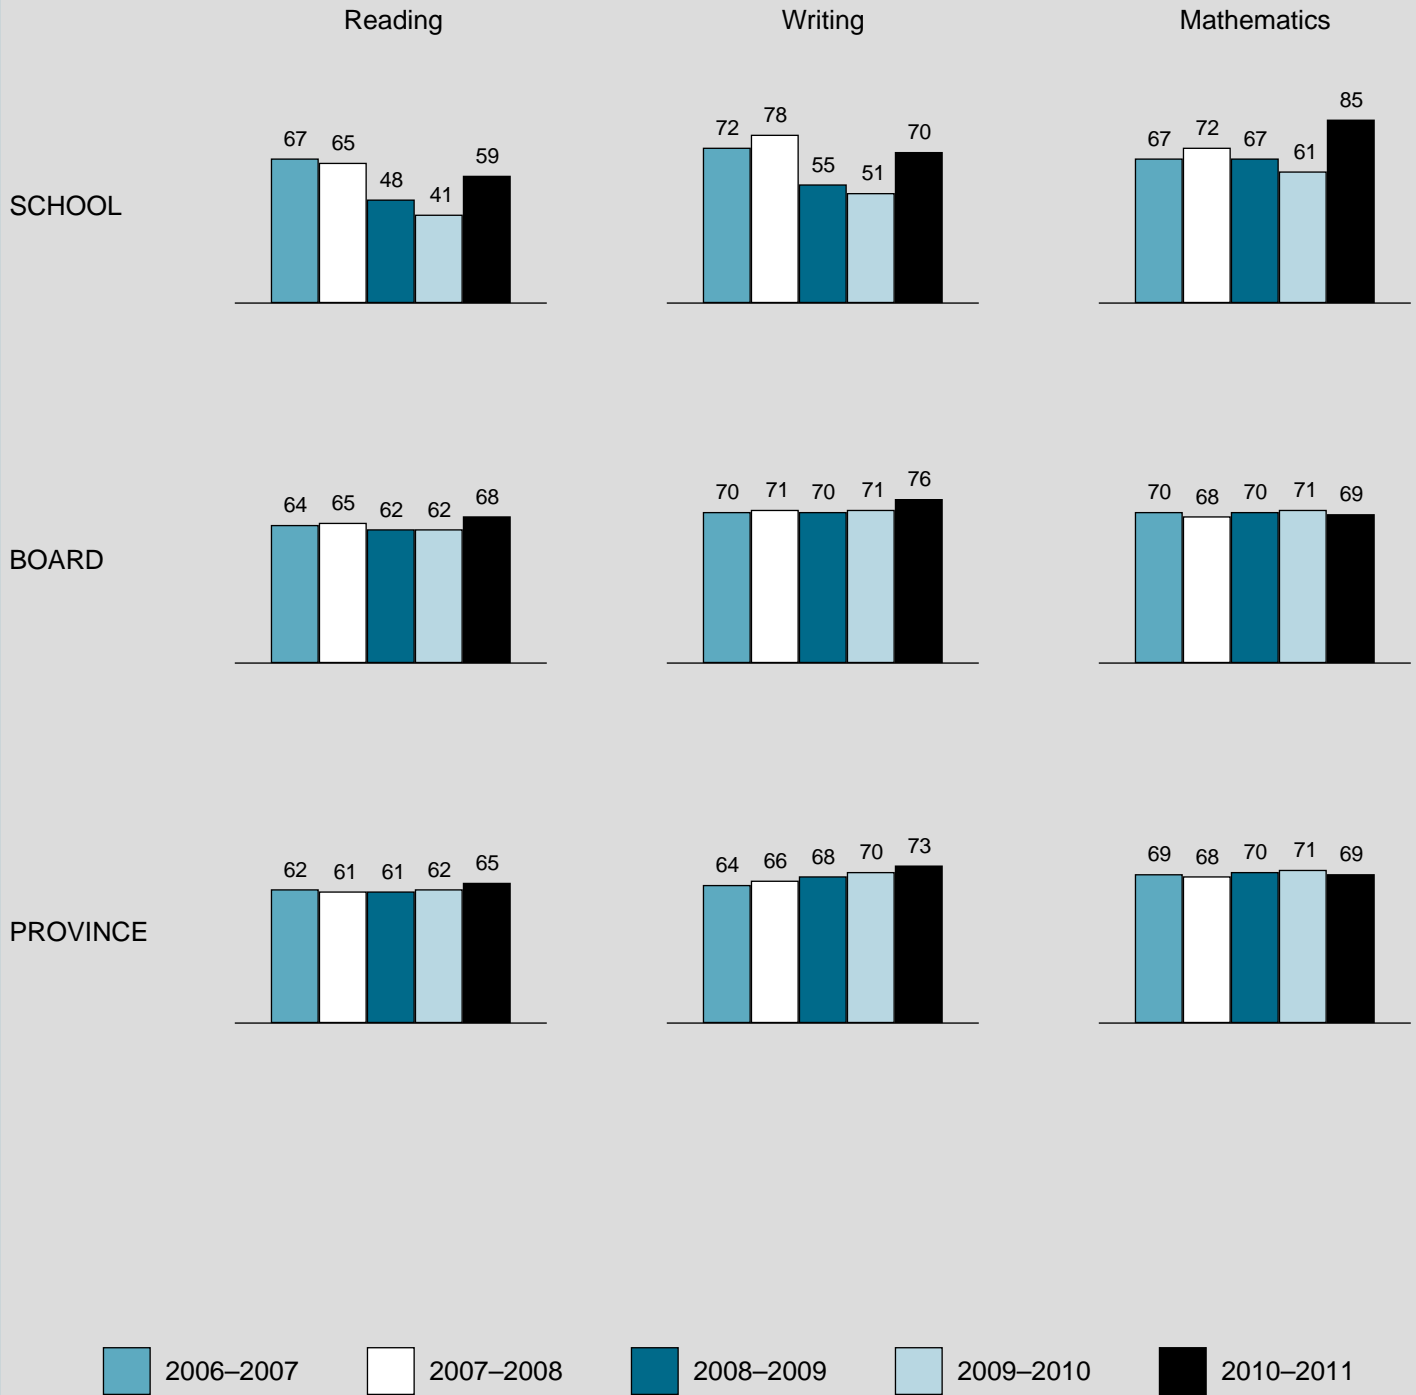 Reading Writing Mathematics
SCHOOL
67 65 48 41 59
72 78 55 51 70
67 72 67 61 85
BOARD
64 65 62 62 68
70 71 70 71 76
70 68 70 71 69
PROVINCE
62 61 61 62 65
64 66 68 70 73
69 68 70 71 69
2006–2007 2007–2008 2008–2009 2009–2010 2010–2011